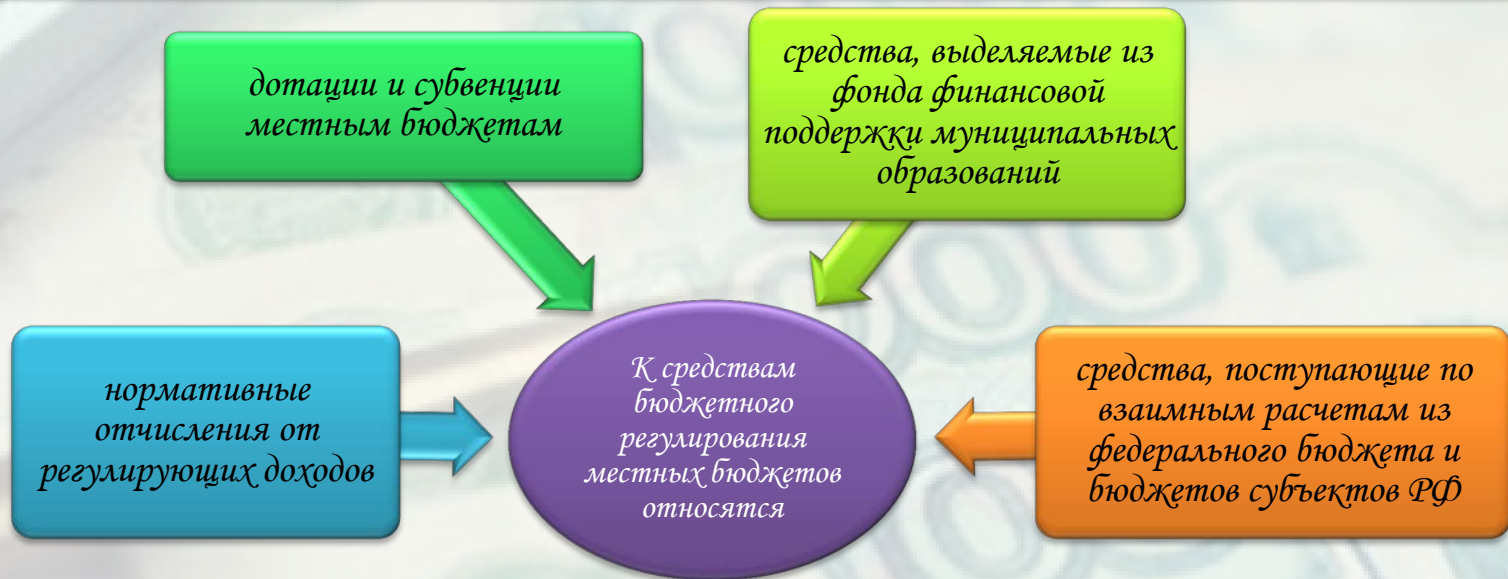 дотации и субвенции
местным бюджетам
средства, выделяемые из
фонда финансовой
поддержки муниципальных
образований
нормативные
отчисления от
регулирующих доходов
К средствам
бюджетного
регулирования
местных бюджетов
относятся
средства, поступающие по
взаимным расчетам из
федерального бюджета и
бюджетов субъектов РФ